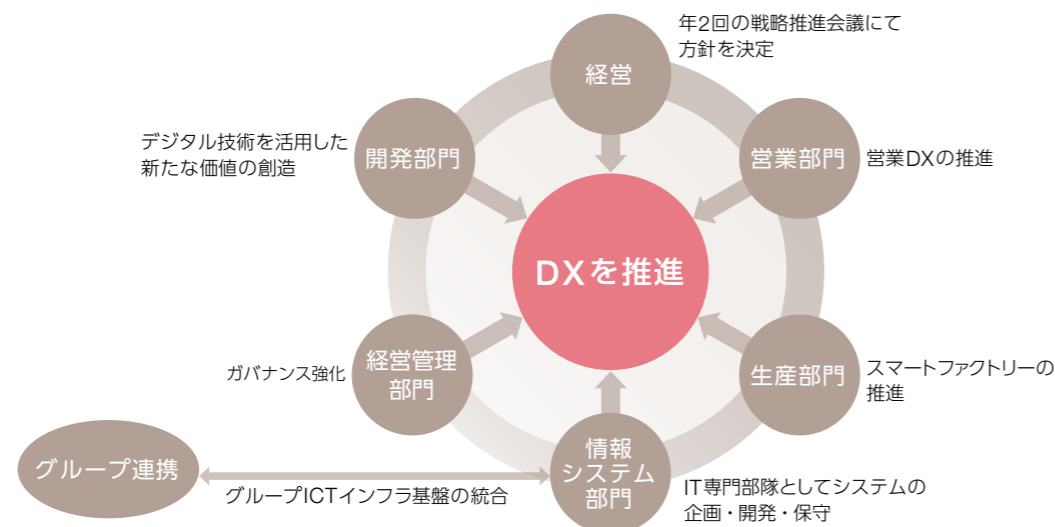 年2回の戦略推進会議にて
方針を決定
経営
デジタル技術を活用した
新たな価値の創造
開発部門
営業部門
営業DXの推進
DXを推進
ガバナンス強化
経営管理
部門
生産部門
スマートファクトリーの
推進
グループ連携
グループICTインフラ基盤の統合
情報
システム
部門
IT専門部隊としてシステムの
企画・開発・保守